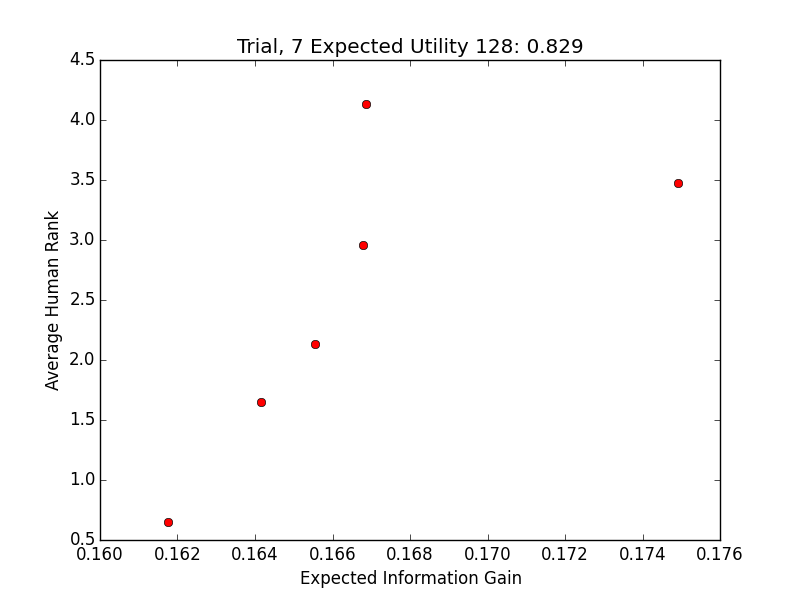 Trial, 7 Expected Utility 128: 0.829
4.5
4.0
3.5
3.0
2.5
2.0
1.5
1.0
0.5
Average Human Rank
0.160 0.162 0.164 0.166 0.168 0.170 0.172 0.174 0.176
Expected Information Gain